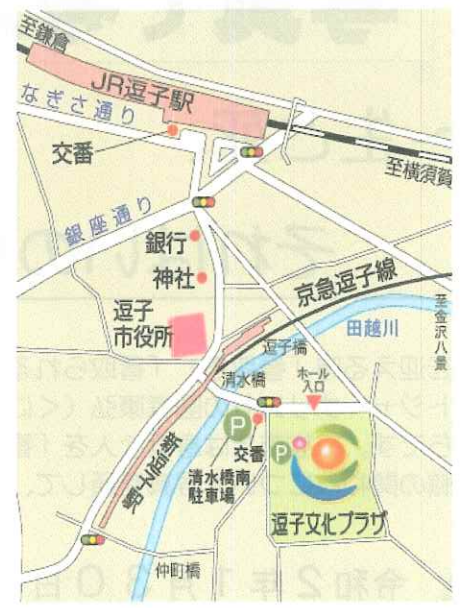 至鎌倉
JR逗子駅
なぎさ通り
交番
至横須賀
銀座通り
銀行
神社
京急逗子線
至金沢八景
逗子
市役所
田越川
逗子橋
清水橋
ホール
入口
P
交番
P
新逗子駅
清水橋南
駐車場
逗子文化プラザ
仲町橋